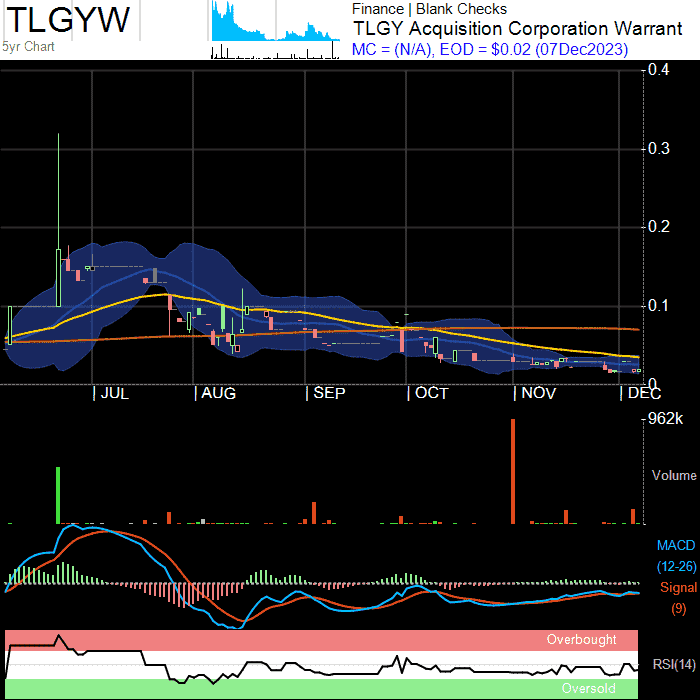 TLGYW
5yr Chart
Finance | Blank Checks
TLGY Acquisition Corporation Warrant
MC = (N/A), EOD = $0.02 (07Dec2023)
0.4
0.3
0.2
0.1
0
JUL
AUG
SEP
OCT
NOV
DEC
962k
Volume
MACD
(12-26)
Signal
(9)
Overbought
RSI(14)
Oversold